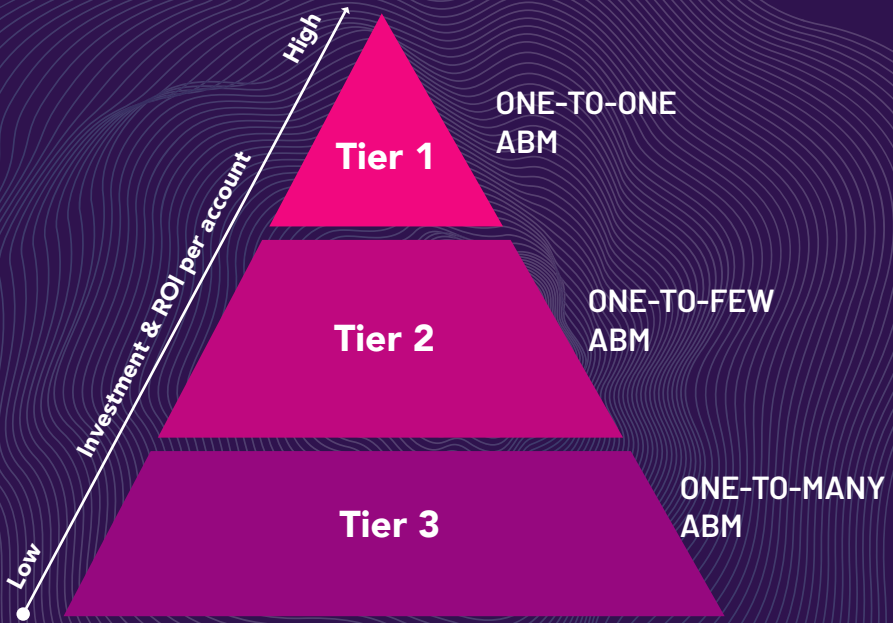 High
Investment & ROI per account
Low
Tier 1
ONE-TO-ONE
ABM
Tier 2
ONE-TO-FEW
ABM
Tier 3
ONE-TO-MANY
ABM